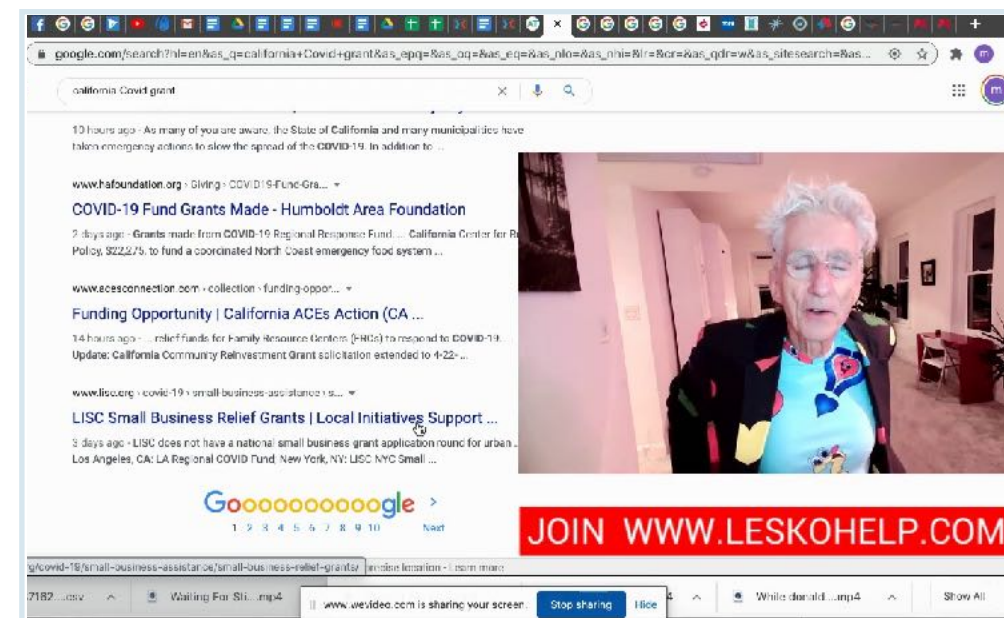 google.com/search?hl=en&as_q=california+Covid+grant&as_epq=&as_oq=&as_eq=&as_nlo=&as_nhi=&lr=&cr=&as_qdr=w&as_sitesearch=&as...
m
california Covid grant
m
10 hours ago - As many of you are aware, the State of California and many municipalities have
taken emergency actions to slow the spread of the COVID-19. In addition to ...
www.hafoundation.org › Giving › COVID19-Fund-Gra...
COVID-19 Fund Grants Made - Humboldt Area Foundation
2 days ago - Grants made from COVID-19 Regional Response Fund. ... California Center for
Policy, $22,275, to fund a coordinated North Coast emergency food system ...
www.acesconnection.com › collection › funding-oppor...
Funding Opportunity | California ACEs Action (CA ...
14 hours ago - ... relief funds for Family Resource Centers (FRCs) to respond to COVID-19.
Update: California Community Reinvestment Grant solicitation extended to 4-22-...
www.lisc.org › covid-19 › small-business-assistance › s...
LISC Small Business Relief Grants | Local Initiatives Support ...
3 days ago - LISC does not have a national small business grant application round for urban ...
Los Angeles, CA: LA Regional COVID Fund, New York, NY: LISC NYC Small ...
Goooooooooogle >
1 2 3 4 5 6 7 8 9 10 Next
JOIN WWW.LESKOHELP.COM
g/covid-19/small-business-assistance/small-business-relief-grants/ precise location - Learn more
7162....csv
Waiting For Sti....mp4
www.wevideo.com is sharing your screen.
Stop sharing
Hide
While donald ....mp4
Show All